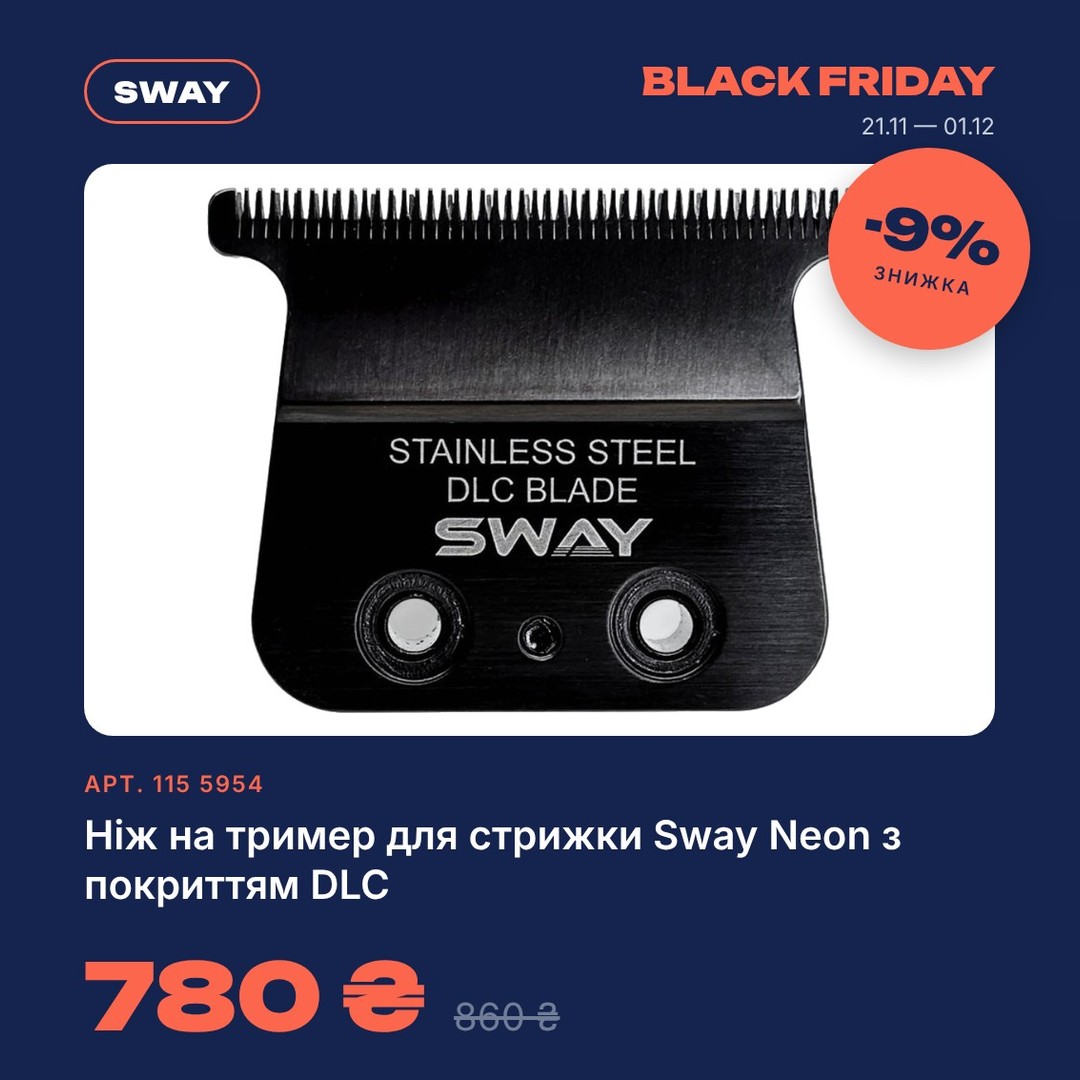 SWAY
BLACK FRIDAY
21.11 — 01.12
-9%
ЗНИЖКА
STAINLESS STEEL
DLC BLADE
SWAY
АРТ. 115 5954
Ніж на тример для стрижки Sway Neon з
покриттям DLC
780 ₴ 860 ₴